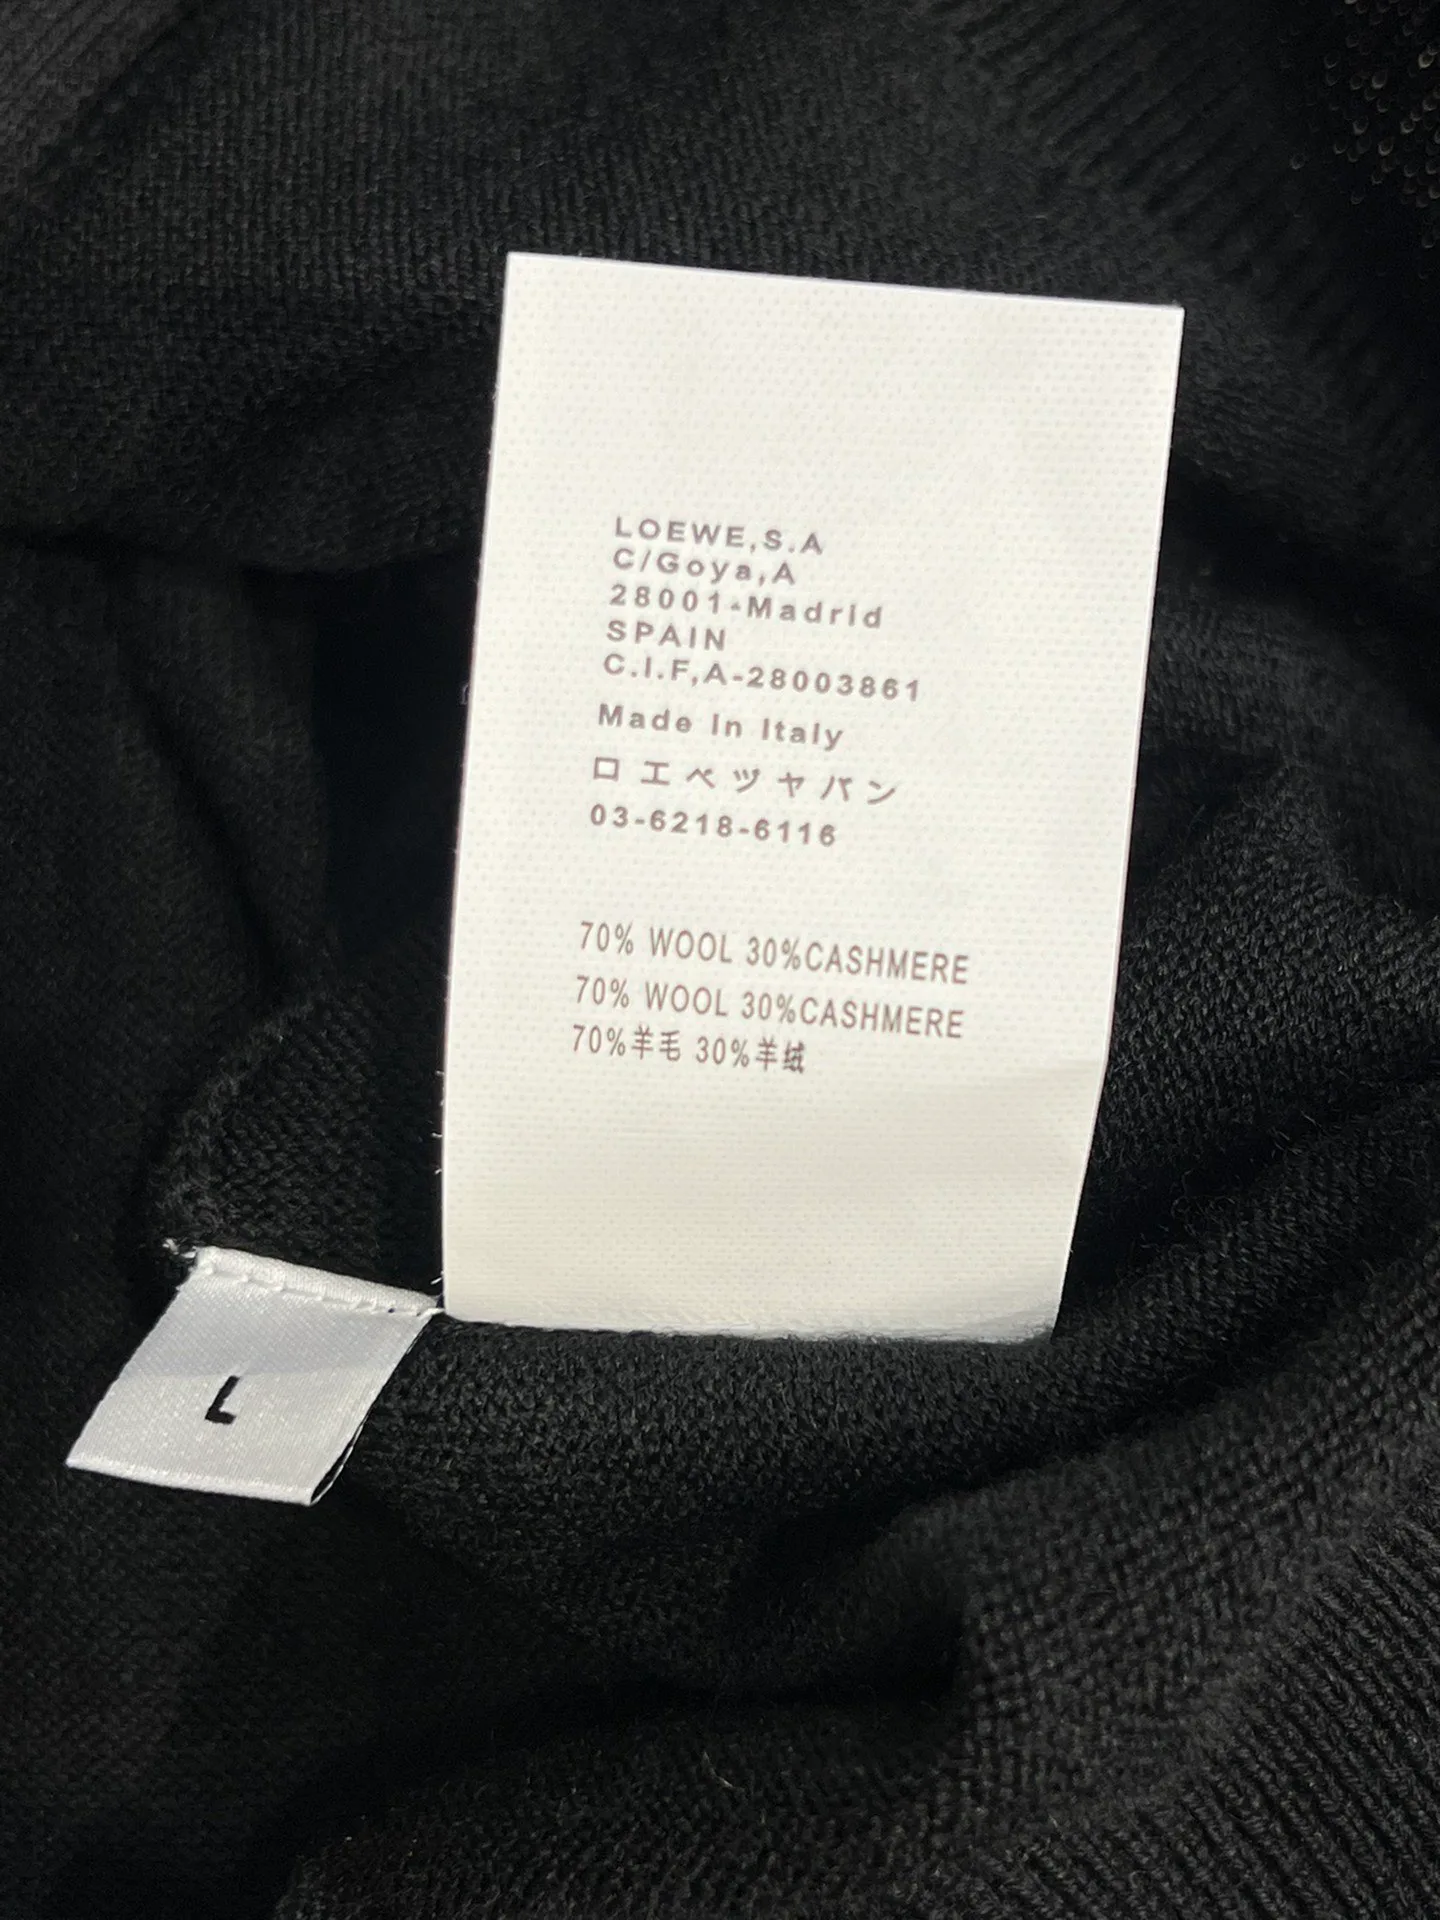 LOEWE,S.A
C/Goya,A
28001-Madrid
SPAIN
C.I.F,A-28003861
Made In Italy
ロエベツヤバン
03-6218-6116
70% WOOL 30%CASHMERE
70% WOOL 30%CASHMERE
70%羊毛 30%羊绒
L